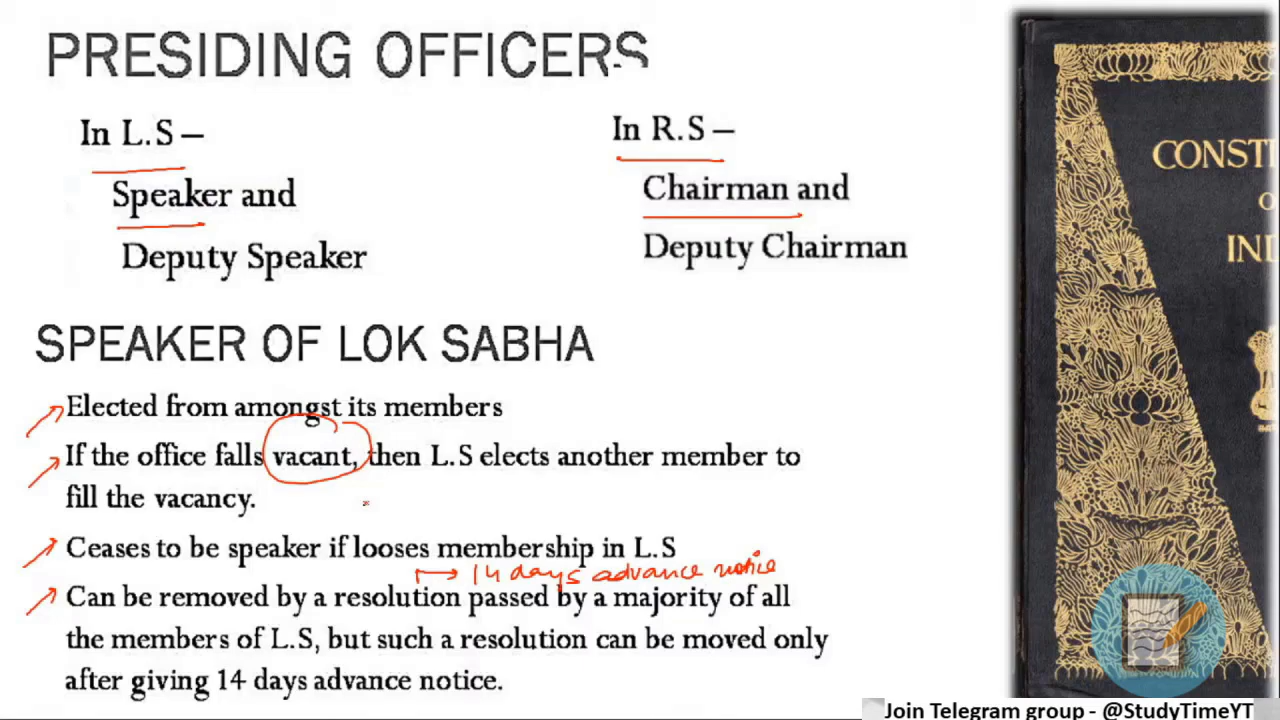 PRESIDING OFFICERS
In L.S –
Speaker and
Deputy Speaker
In R.S –
Chairman and
Deputy Chairman
SPEAKER OF LOK SABHA
Elected from amongst its members
If the office falls vacant, then L.S elects another member to
fill the vacancy.
Ceases to be speaker if looses membership in L.S
14 days advance notice
Can be removed by a resolution passed by a majority of all
the members of L.S, but such a resolution can be moved only
after giving 14 days advance notice.
CONSTI
O
IND
Join Telegram group - @StudyTimeYT